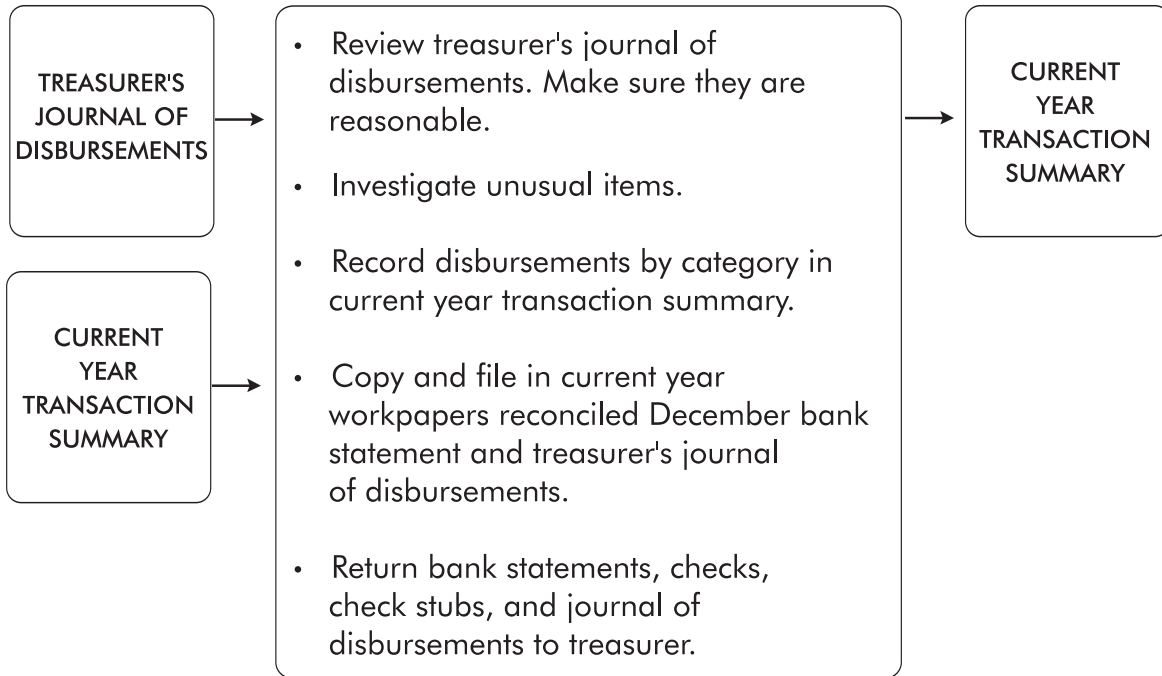 TREASURER'S
JOURNAL OF
DISBURSEMENTS
CURRENT
YEAR
TRANSACTION
SUMMARY
• Review treasurer's journal of
disbursements. Make sure they are
reasonable.
• Investigate unusual items.
• Record disbursements by category in
current year transaction summary.
• Copy and file in current year
workpapers reconciled December bank
statement and treasurer's journal
of disbursements.
• Return bank statements, checks,
check stubs, and journal of
disbursements to treasurer.
CURRENT
YEAR
TRANSACTION
SUMMARY